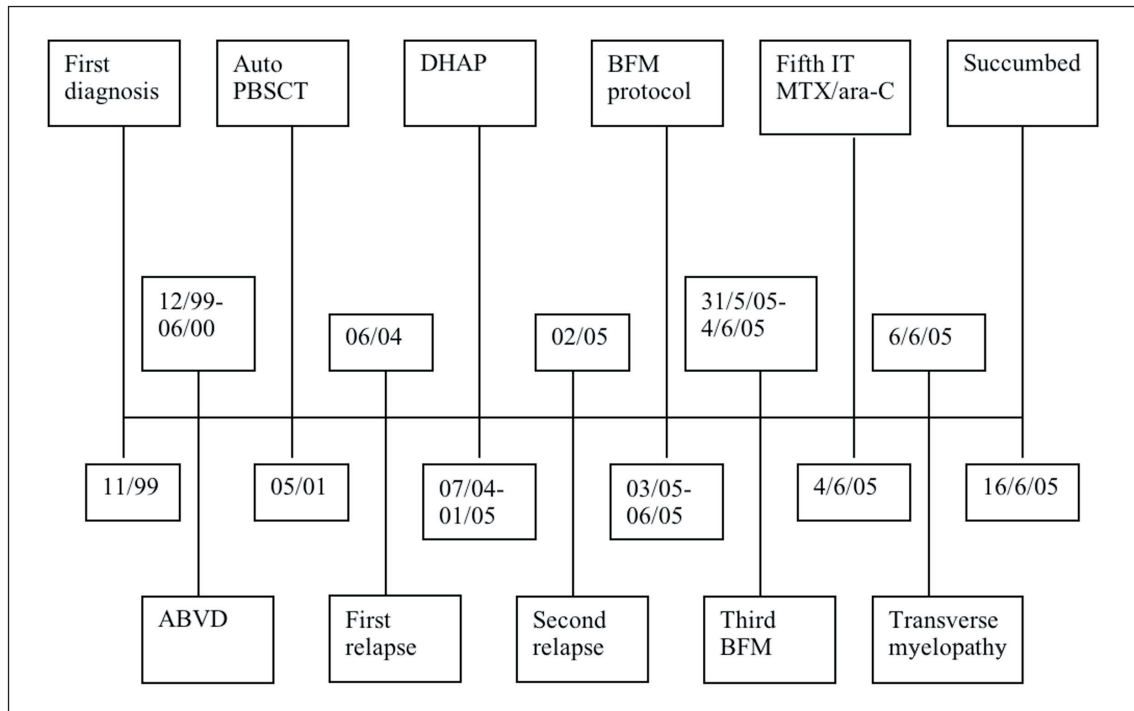 First
diagnosis
Auto
PBSCT
DHAP
BFM
protocol
Fifth IT
MTX/ara-C
Succumbed
12/99-
06/00
06/04
02/05
31/5/05-
4/6/05
6/6/05
11/99
05/01
07/04-
01/05
03/05-
06/05
4/6/05
16/6/05
ABVD
First
relapse
Second
relapse
Third
BFM
Transverse
myelopathy